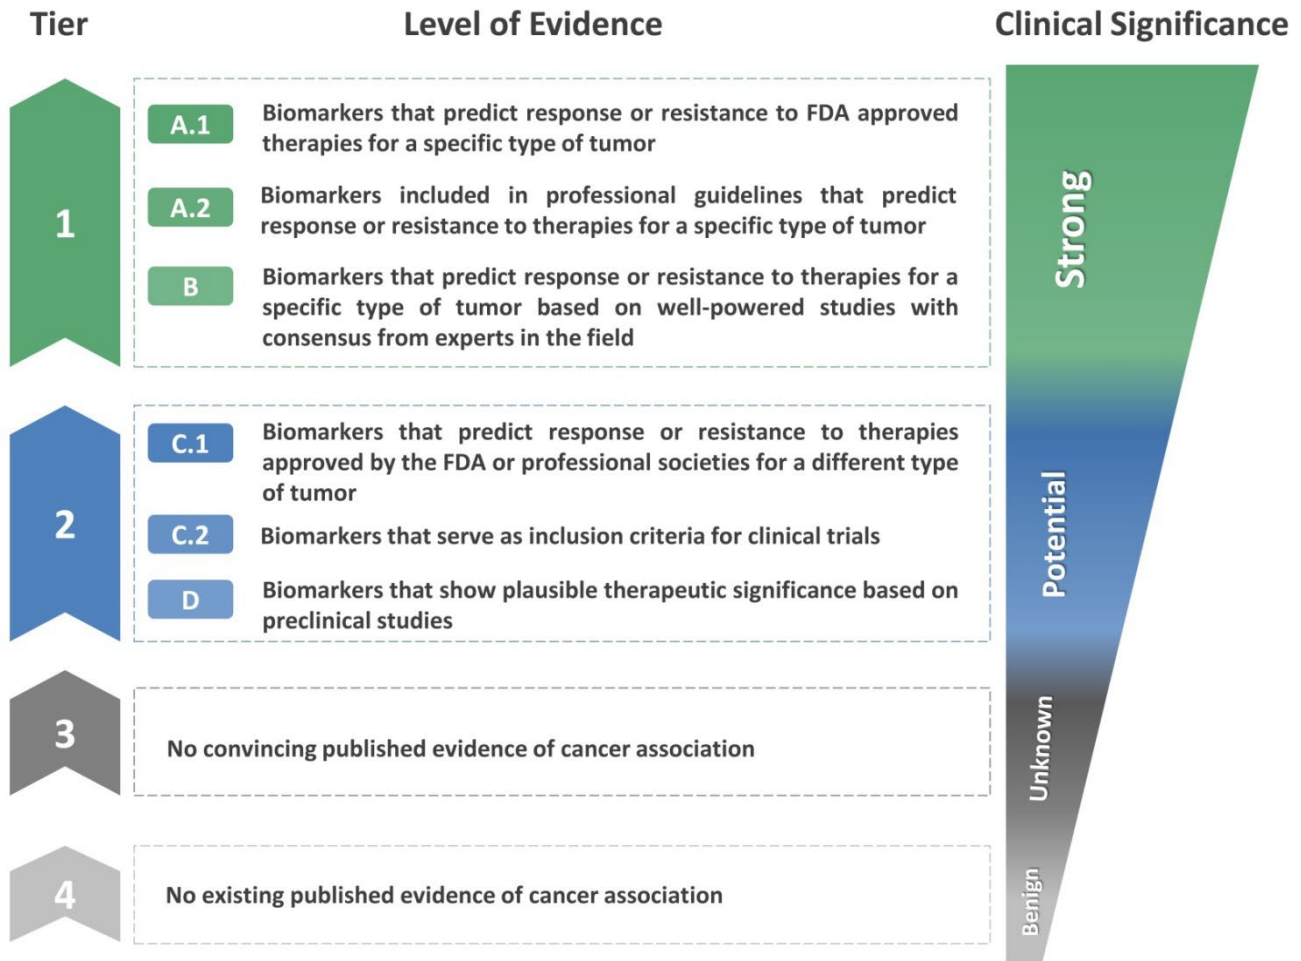 Tier Level of Evidence Clinical Significance
1
A.1 Biomarkers that predict response or resistance to FDA approved
therapies for a specific type of tumor
A.2 Biomarkers included in professional guidelines that predict
response or resistance to therapies for a specific type of tumor
B Biomarkers that predict response or resistance to therapies for a
specific type of tumor based on well-powered studies with
consensus from experts in the field
Strong
2
C.1 Biomarkers that predict response or resistance to therapies
approved by the FDA or professional societies for a different type
of tumor
C.2 Biomarkers that serve as inclusion criteria for clinical trials
D Biomarkers that show plausible therapeutic significance based on
preclinical studies
Potential
3
No convincing published evidence of cancer association
Unknown
4
No existing published evidence of cancer association
Benign